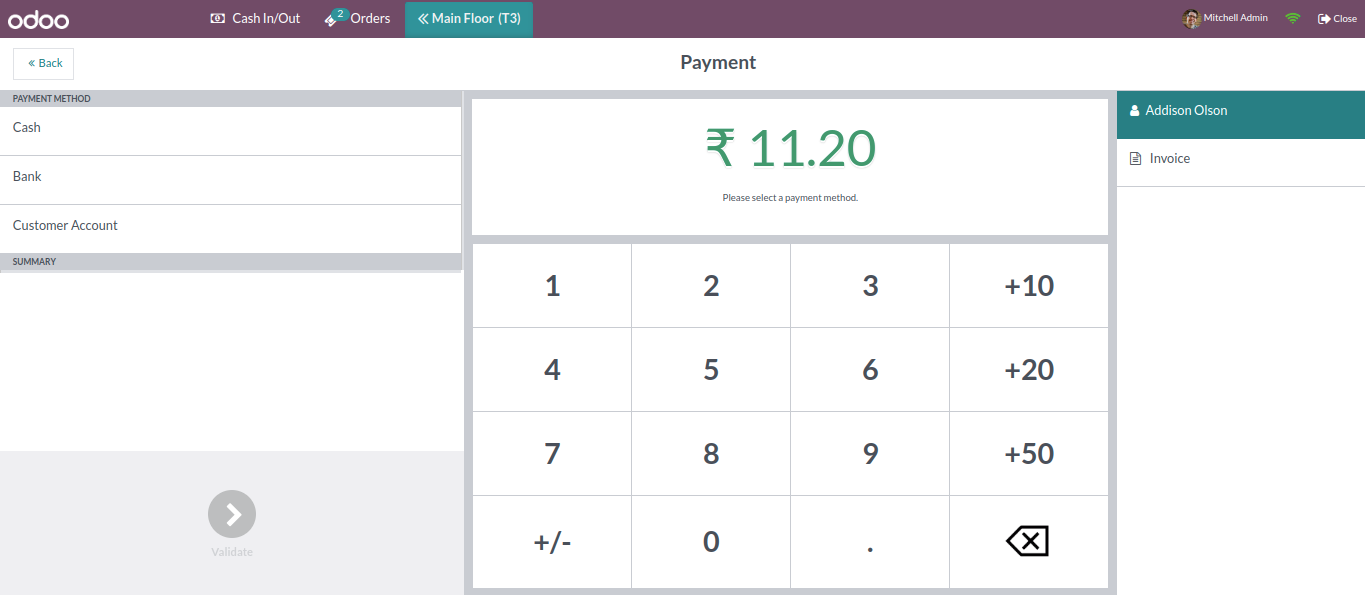 odoo
Cash In/Out
2
Orders
Main Floor (T3)
Mitchell Admin
Close
Back
Payment
PAYMENT METHOD
Cash
Bank
Customer Account
SUMMARY
Validate
₹ 11.20
Please select a payment method.
1 2 3 +10
4 5 6 +20
7 8 9 +50
+/- 0 .
Addison Olson
Invoice